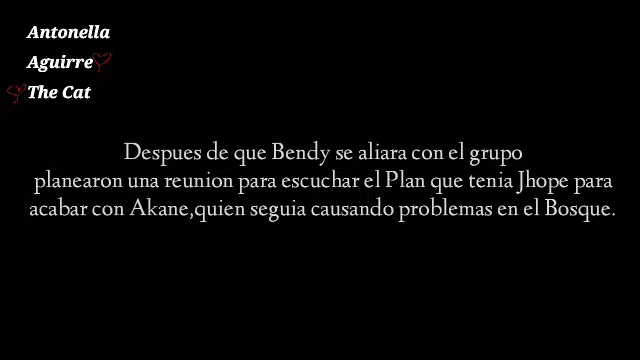 Antonella
Aguirre
The Cat
Despues de que Bendy se aliara con el grupo
planearon una reunion para escuchar el Plan que tenia Jhope para
acabar con Akane,quien seguia causando problemas en el Bosque.